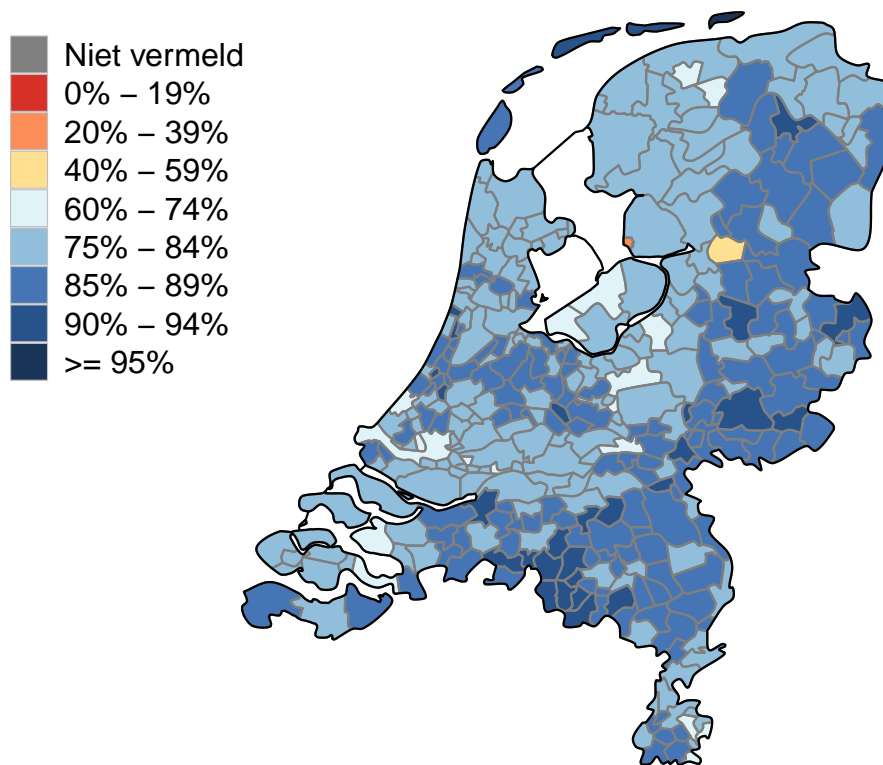 Niet vermeld
0% – 19%
20% – 39%
40% – 59%
60% – 74%
75% – 84%
85% – 89%
90% – 94%
>= 95%